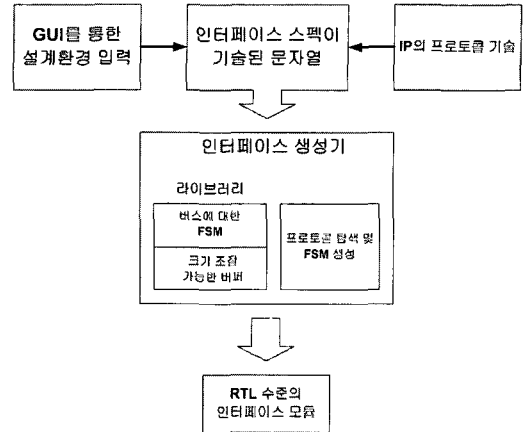 GUI를 통한
설계환경 입력
인터페이스 스펙이
기술된 문자열
IP의 프로토콜 기술
인터페이스 생성기
라이브러리
버스에 대한
FSM
크기 조절
가능한 버퍼
프로토콜 탐색 및
FSM 생성
RTL 수준의
인터페이스 모듈